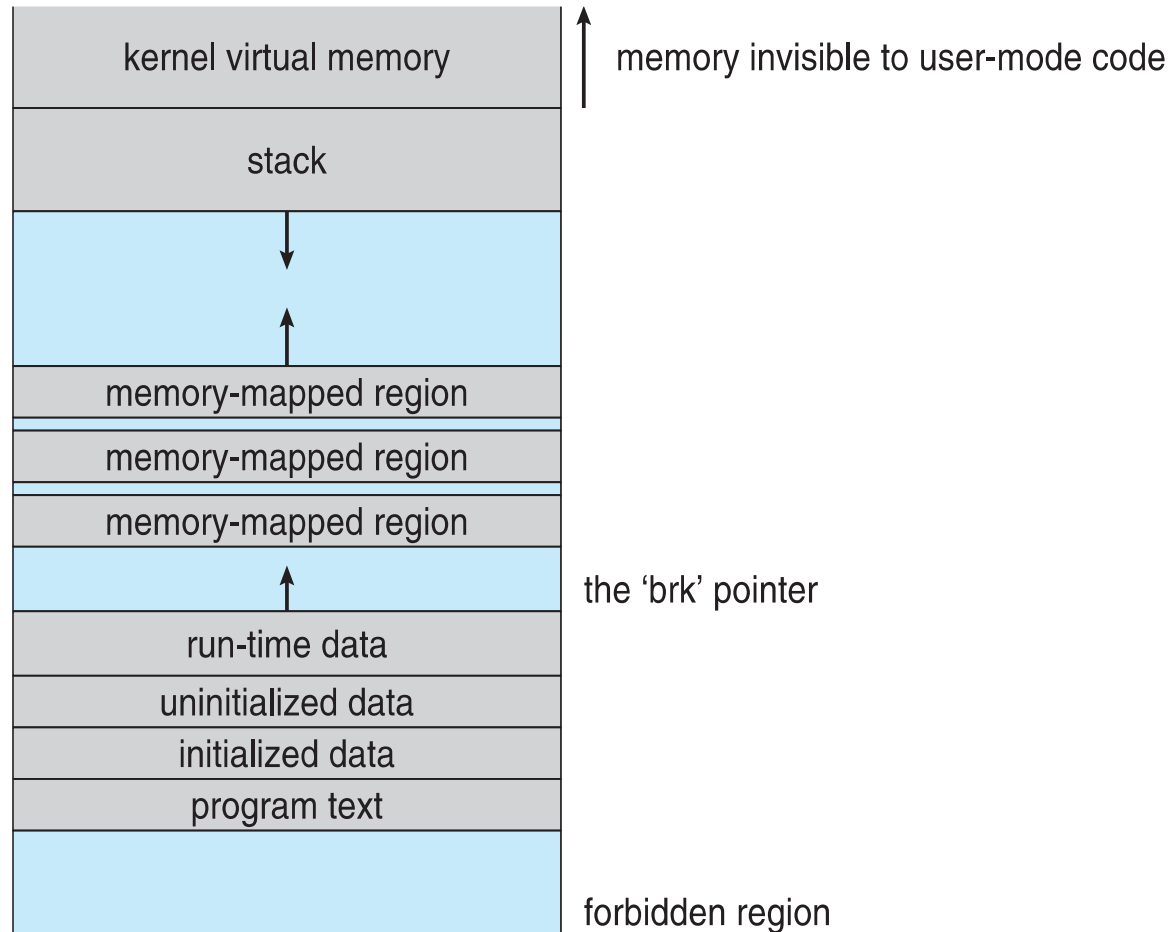 kernel virtual memory
memory invisible to user-mode code
stack
memory-mapped region
memory-mapped region
memory-mapped region
the ‘brk’ pointer
run-time data
uninitialized data
initialized data
program text
forbidden region